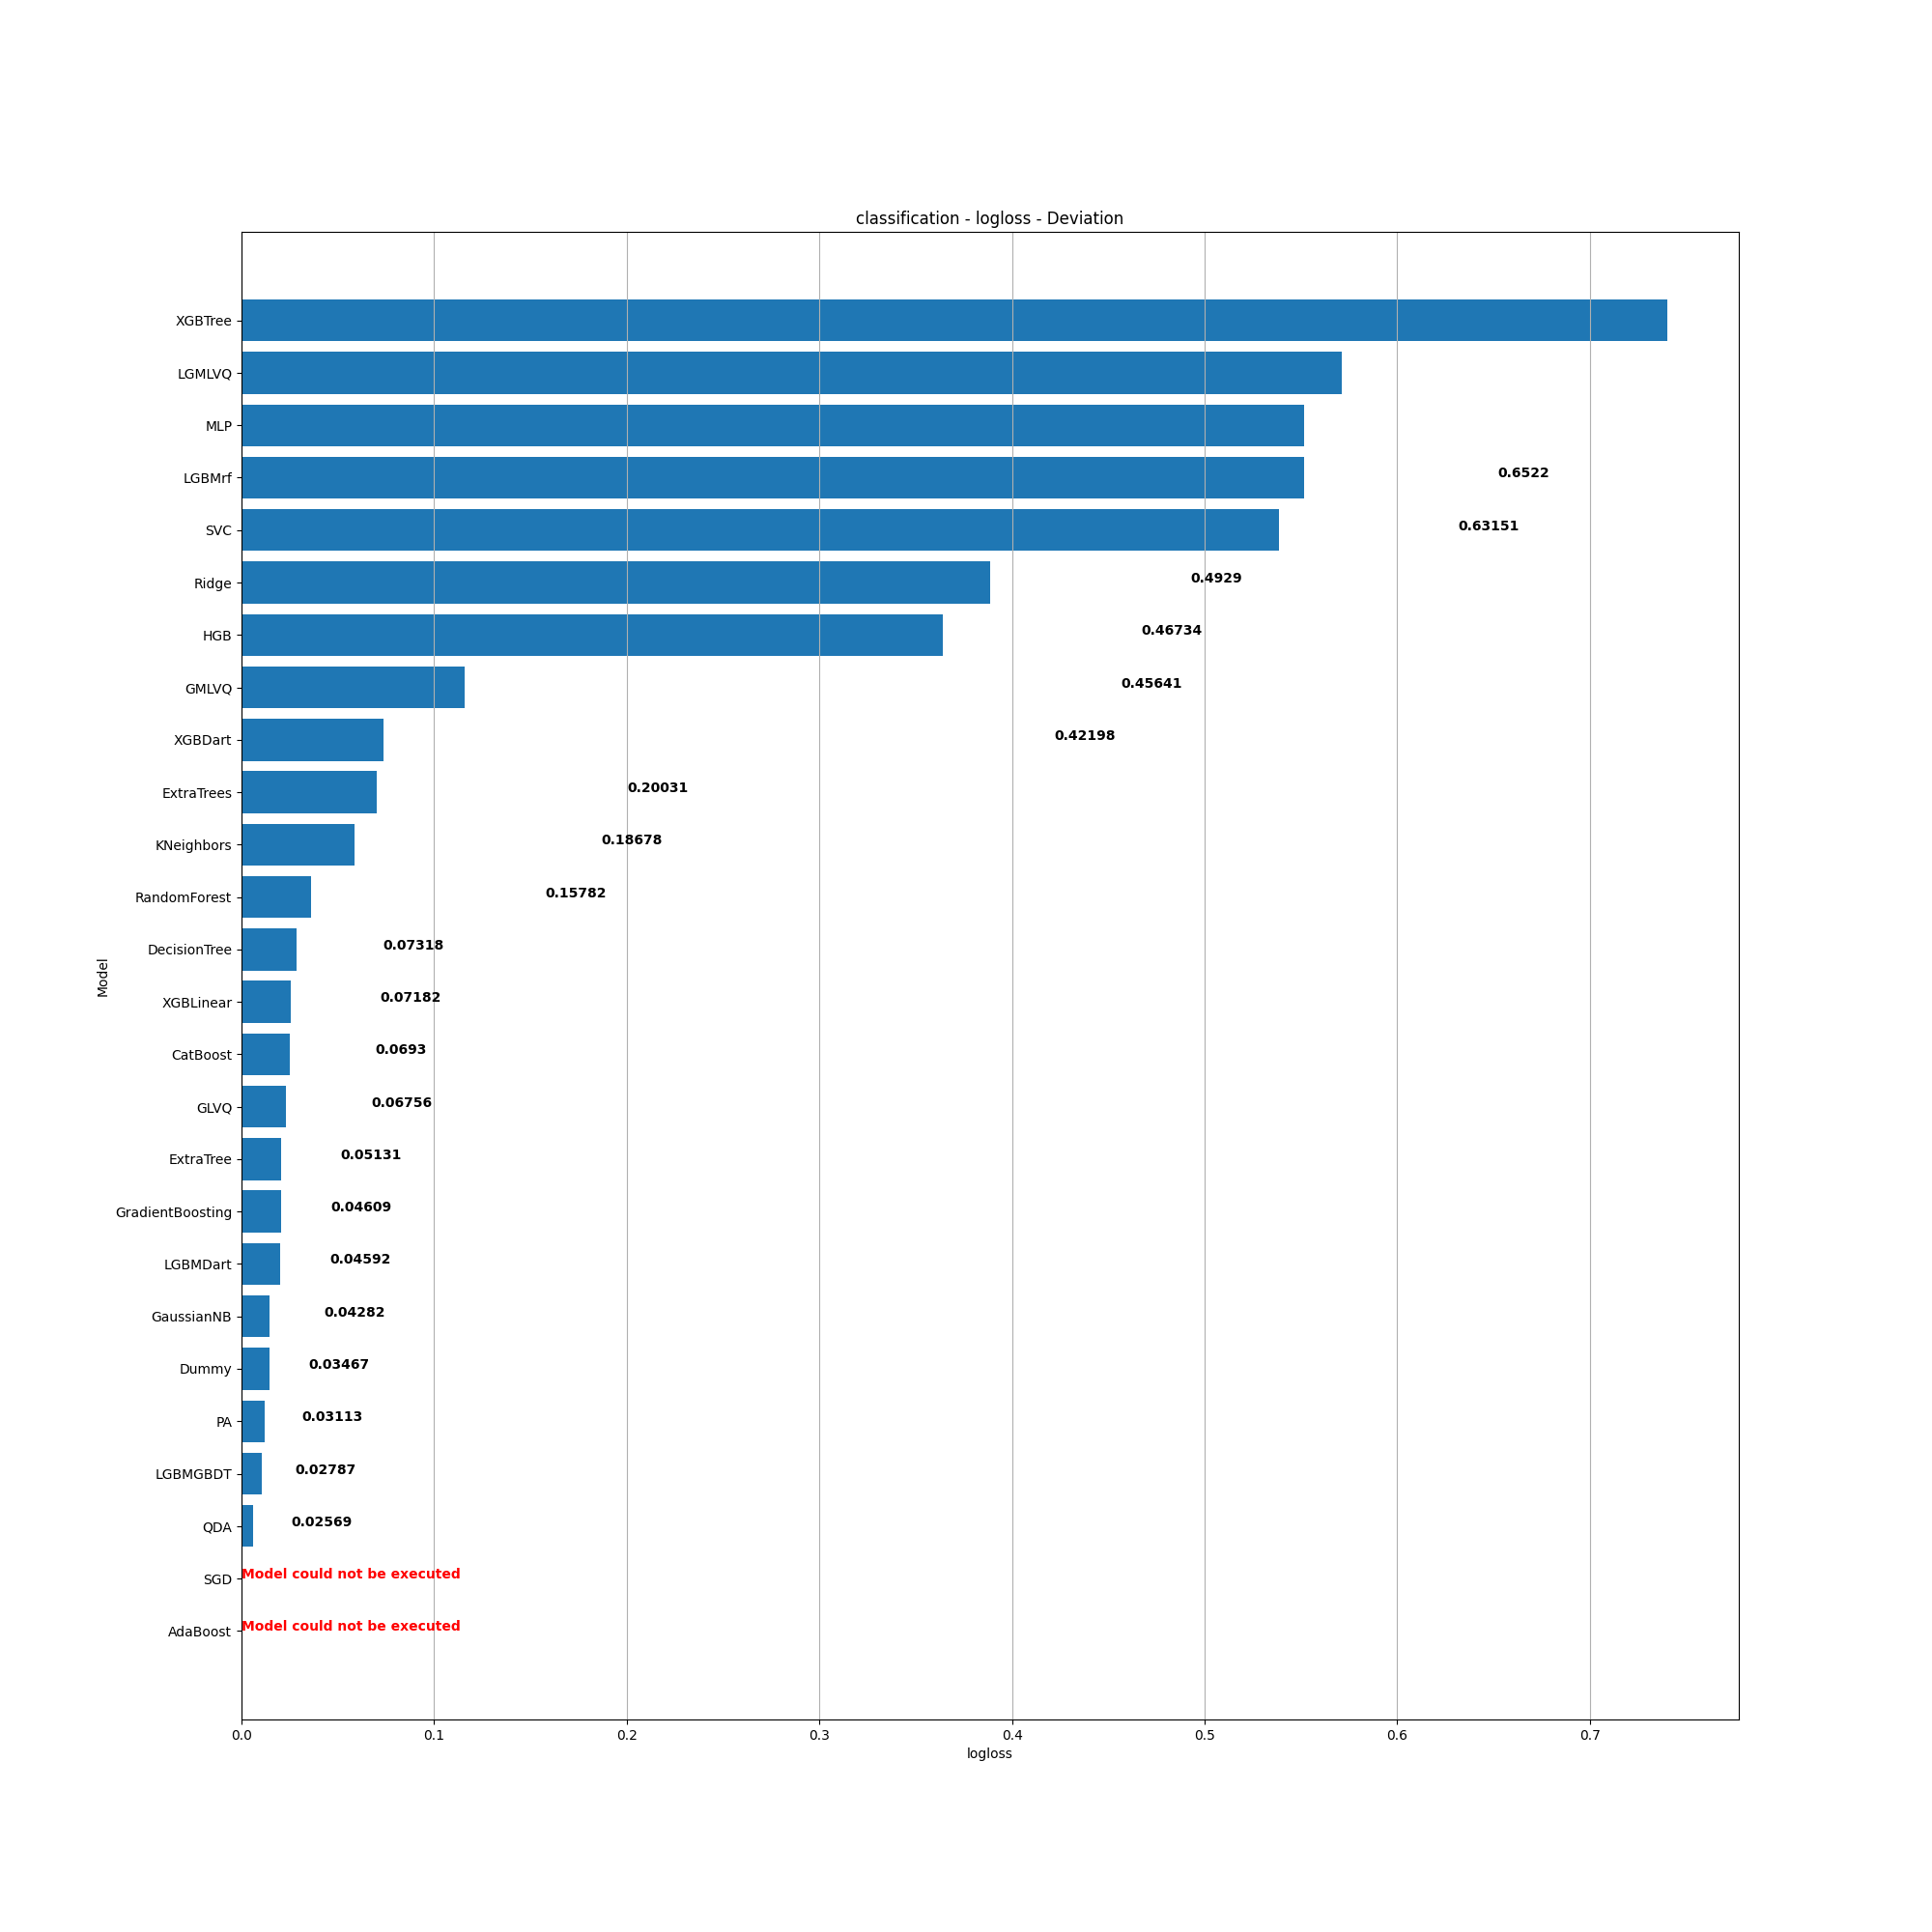 classification - logloss - Deviation
XGBTree
LGMLVQ
MLP
LGBMrf 0.6522
SVC 0.63151
Ridge 0.4929
HGB 0.46734
GMLVQ 0.45641
XGBDart 0.42198
ExtraTrees 0.20031
KNeighbors 0.18678
RandomForest 0.15782
DecisionTree 0.07318
XGBLinear 0.07182
CatBoost 0.0693
GLVQ 0.06756
ExtraTree 0.05131
GradientBoosting 0.04609
LGBMDart 0.04592
GaussianNB 0.04282
Dummy 0.03467
PA 0.03113
LGBMGBDT 0.02787
QDA 0.02569
SGD Model could not be executed
AdaBoost Model could not be executed
Model
0.0 0.1 0.2 0.3 0.4 0.5 0.6 0.7
logloss